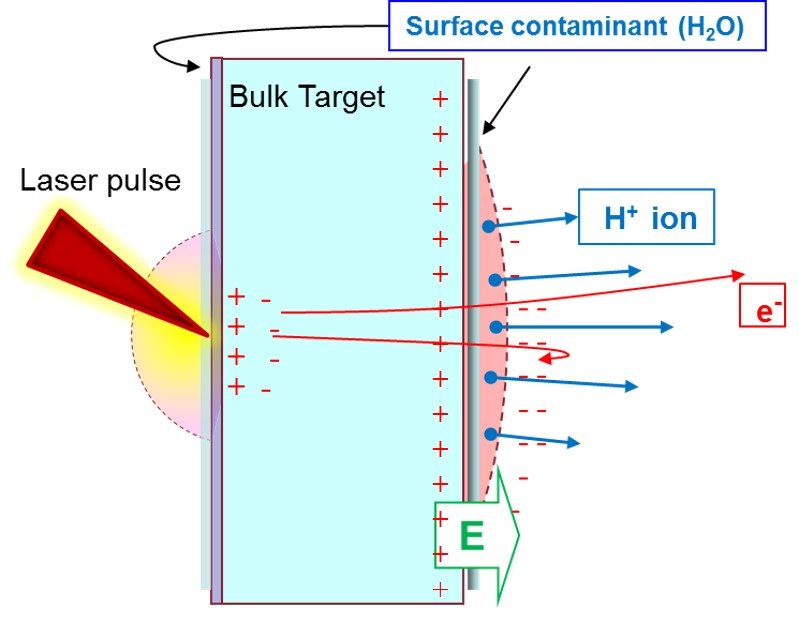 Surface contaminant (H₂O)
Bulk Target
Laser pulse
H⁺ ion
e⁻
E